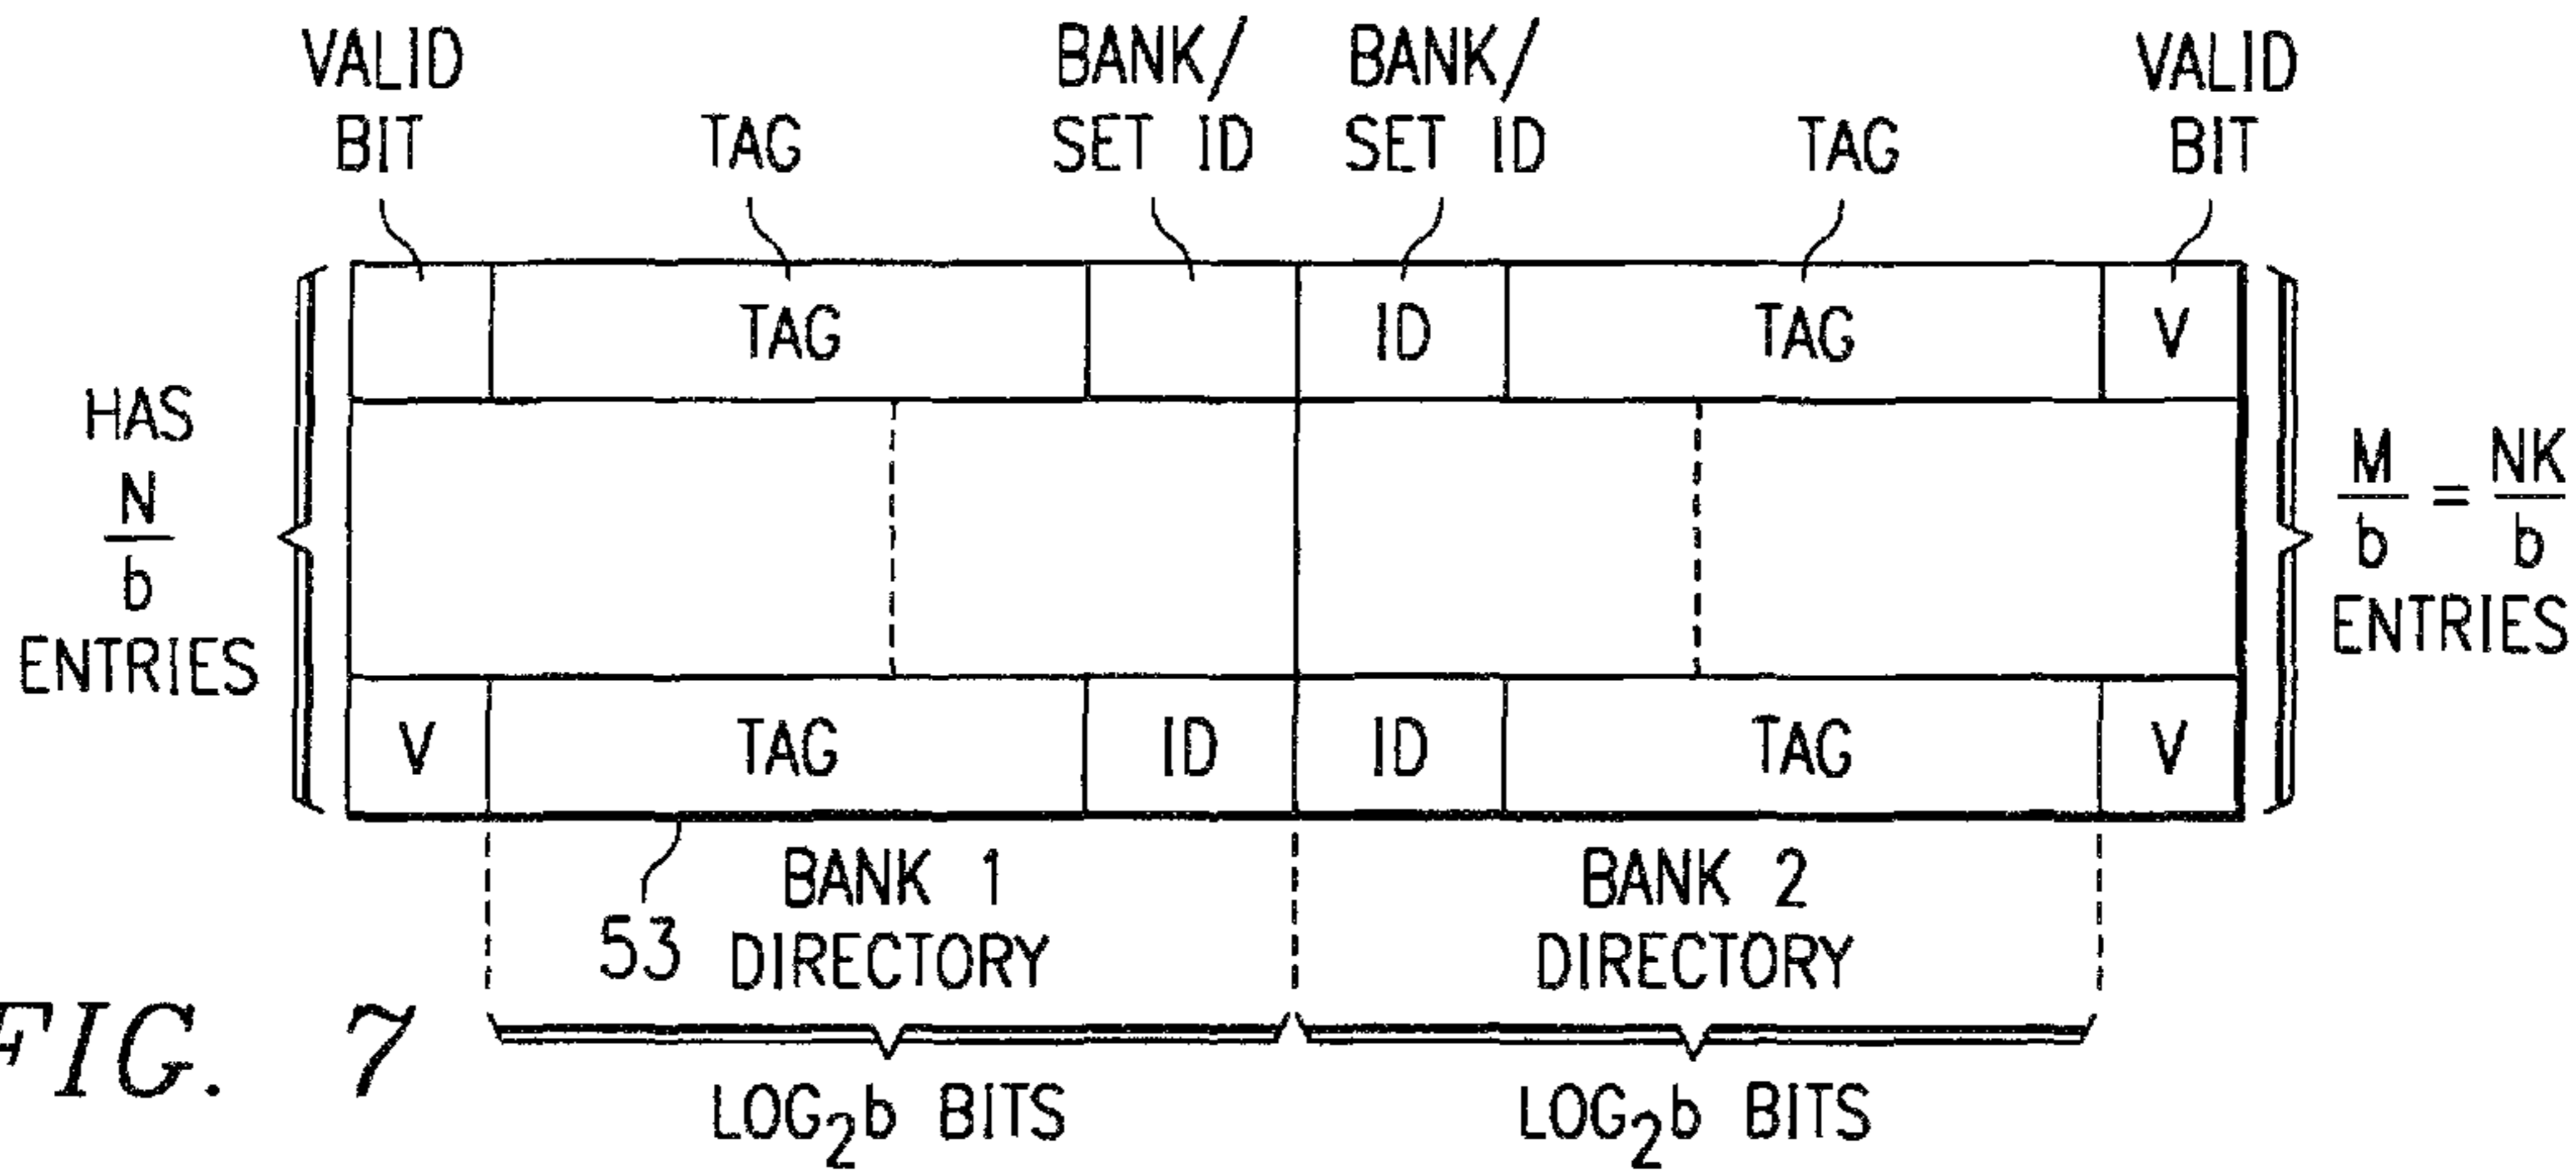 VALID BIT
TAG
BANK/ SET ID
BANK/ SET ID
TAG
VALID BIT
TAG ID TAG V
HAS N/b ENTRIES
M/b = NK/b ENTRIES
V TAG ID ID TAG V
53
BANK 1 DIRECTORY
BANK 2 DIRECTORY
LOG₂b BITS
LOG₂b BITS
FIG. 7